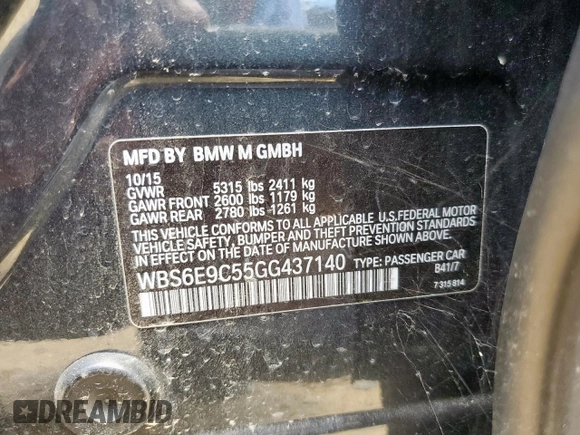 MFD BY BMW M GMBH
10/15
GVWR 5315 lbs 2411 kg
GAWR FRONT 2600 lbs 1179 kg
GAWR REAR 2780 lbs 1261 kg
THIS VEHICLE CONFORMS TO ALL APPLICABLE U.S.FEDERAL MOTOR
VEHICLE SAFETY, BUMPER AND THEFT PREVENTION STANDARDS
IN EFFECT ON THE DATE OF MANUFACTURE SHOWN ABOVE.
WBS6E9C55GG437140 TYPE: PASSENGER CAR
B41/7
7 315 814
DREAMBID